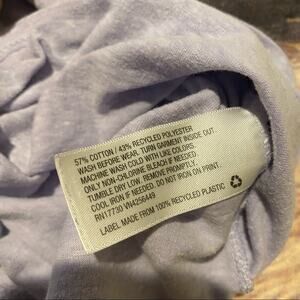 57% COTTON / 43% RECYCLED POLYESTER
WASH BEFORE WEAR. TURN GARMENT INSIDE OUT
MACHINE WASH COLD WITH LIKE COLORS.
ONLY NON-CHLORINE BLEACH IF NEEDED.
TUMBLE DRY LOW. REMOVE PROMPTLY.
COOL IRON IF NEEDED. DO NOT IRON ON PRINT.
RN17730 VN4256449
LABEL MADE FROM 100% RECYCLED PLASTIC